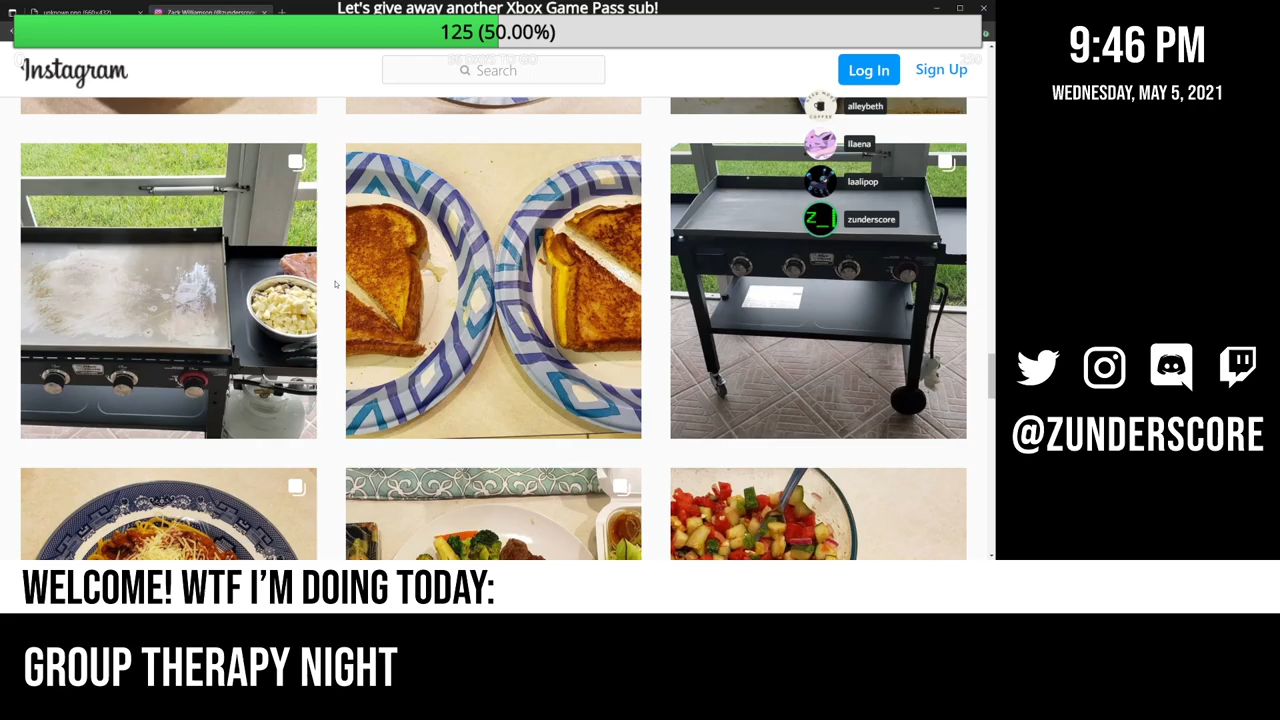 Let's give away another Xbox Game Pass sub!
125 (50.00%)
Instagram
Search
Log In
Sign Up
alleybeth
llaena
laalipop
Z_
zunderscore
9:46 PM
WEDNESDAY, MAY 5, 2021
@ZUNDERSCORE
WELCOME! WTF I'M DOING TODAY:
GROUP THERAPY NIGHT